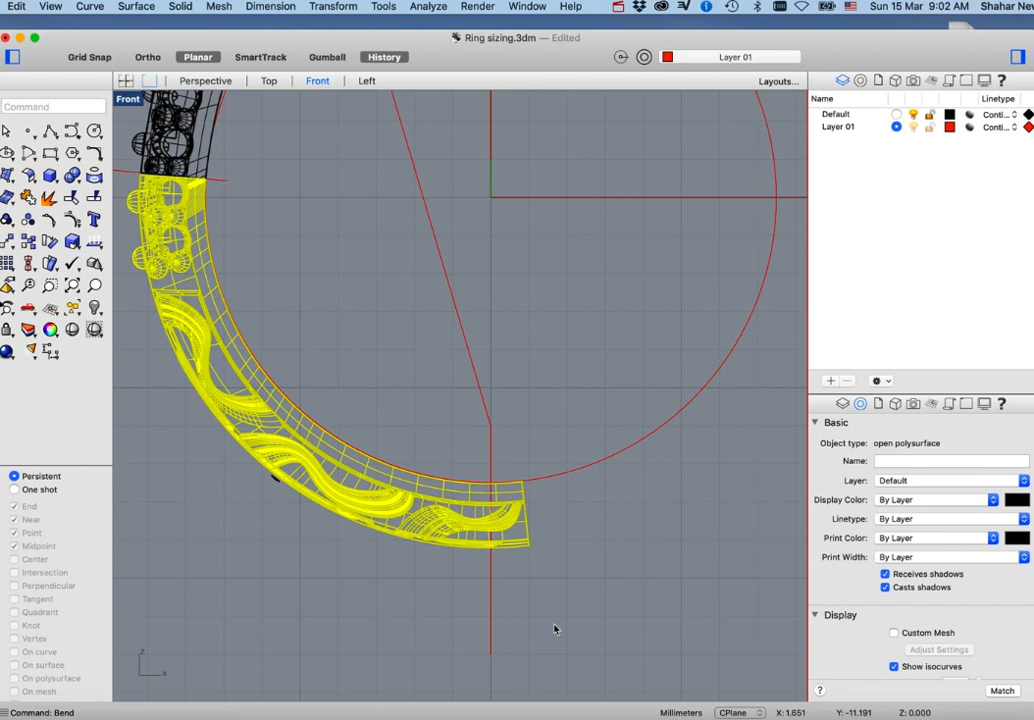 Edit View Curve Surface Solid Mesh Dimension Transform Tools Analyze Render Window Help Sun 15 Mar 9:02 AM Shahar Nev
Ring sizing.3dm — Edited
Grid Snap Ortho Planar SmartTrack Gumball History Layer 01
Perspective Top Front Left Layouts...
Front
Command
Name Linetype
Default Conti...
Layer 01 Conti...
Persistent
One shot
End
Near
Point
Midpoint
Center
Intersection
Perpendicular
Tangent
Quadrant
Knot
Vertex
On curve
On surface
On polysurface
On mesh
z
x
Basic
Object type: open polysurface
Name:
Layer: Default
Display Color: By Layer
Linetype: By Layer
Print Color: By Layer
Print Width: By Layer
Receives shadows
Casts shadows
Display
Custom Mesh
Adjust Settings
Show isocurves
? Match
Command: Bend Millimeters CPlane X: 1.651 Y: -11.191 Z: 0.000